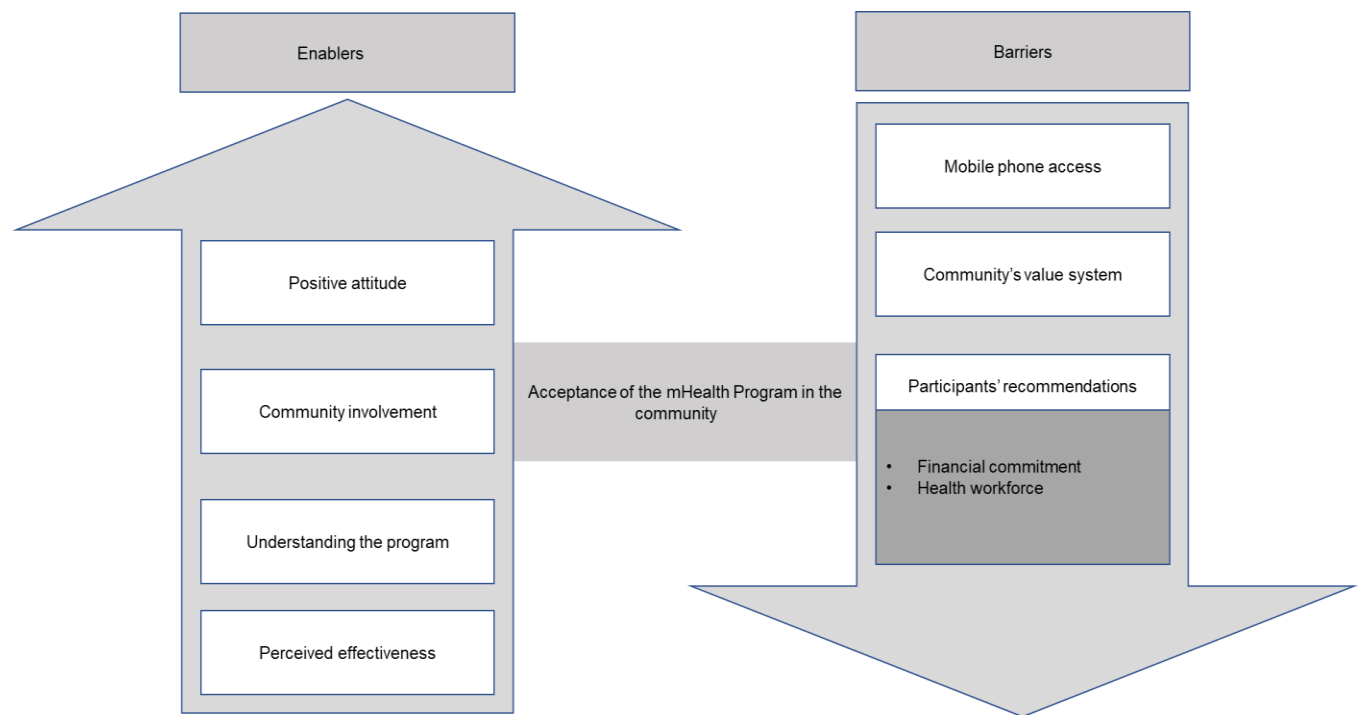 Enablers
Positive attitude
Community involvement
Understanding the program
Perceived effectiveness
Acceptance of the mHealth Program in the
community
Barriers
Mobile phone access
Community’s value system
Participants’ recommendations
• Financial commitment
• Health workforce